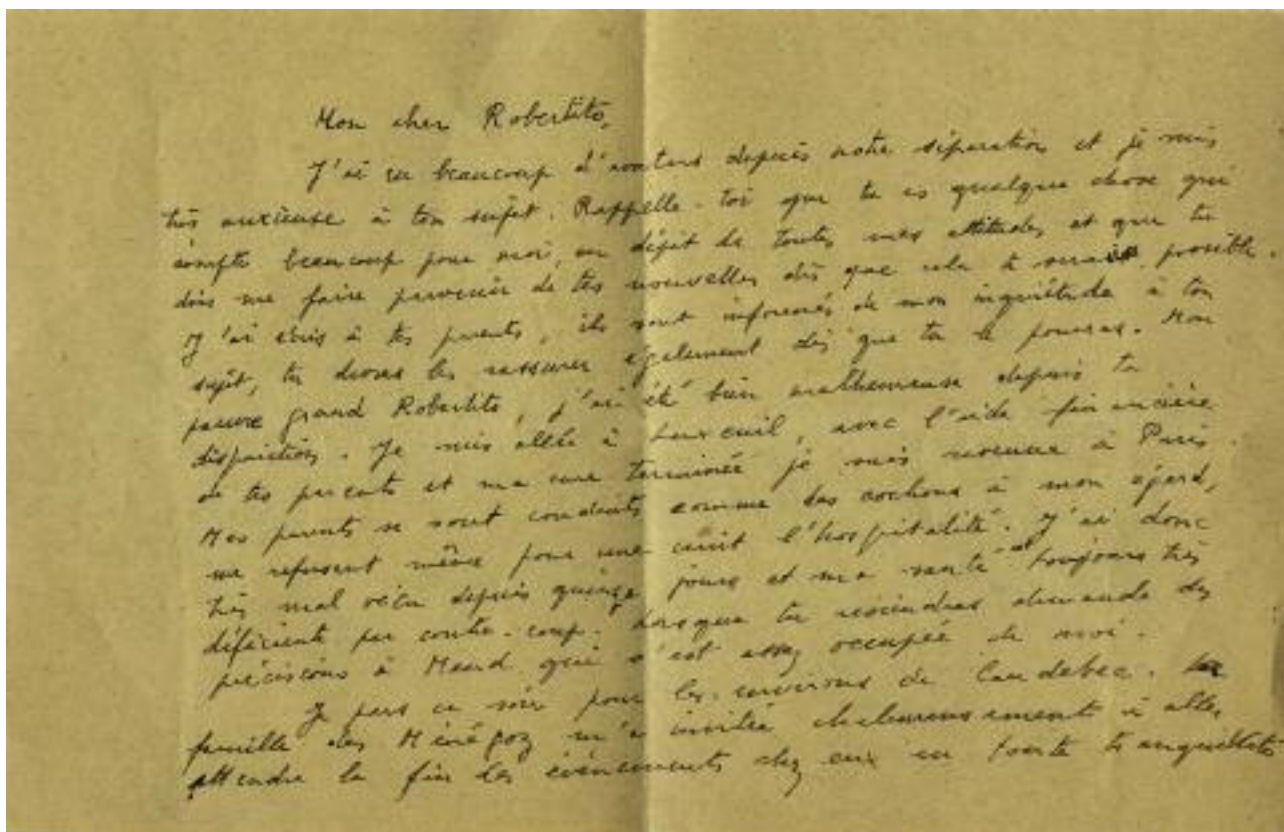 Mon cher Robertito,
J'ai eu beaucoup d'avatars depuis notre séparation et je suis
très anxieuse à ton sujet. Rappelle-toi que tu es quelque chose qui
compte beaucoup pour moi, en dépit de toutes mes attitudes et que tu
dois me faire parvenir de tes nouvelles dès que cela te sera possible.
J'ai écris à tes parents, ils sont informés de mon inquiétude à ton
sujet, tu devras les rassurer également dès que tu le pourras. Mon
pauvre grand Robertito, j'ai été bien malheureuse depuis ta
disparition. Je suis allée à Luxeuil, avec l'aide financière
de tes parents et ma cure terminée je suis revenue à Paris.
Mes parents se sont conduits comme des cochons à mon égard,
me refusant même pour une nuit l'hospitalité. J'ai donc
très mal vécu depuis quinze jours et ma santé est toujours très
déficiente par contre-coup. Lorsque tu reviendras demande des
précisions à qui s'est assez occupé de moi.
Je pars ce soir pour les environs de Caudebec. La
famille des m'a invitée chaleureusement à aller
attendre la fin des événements chez eux en toute tranquillité